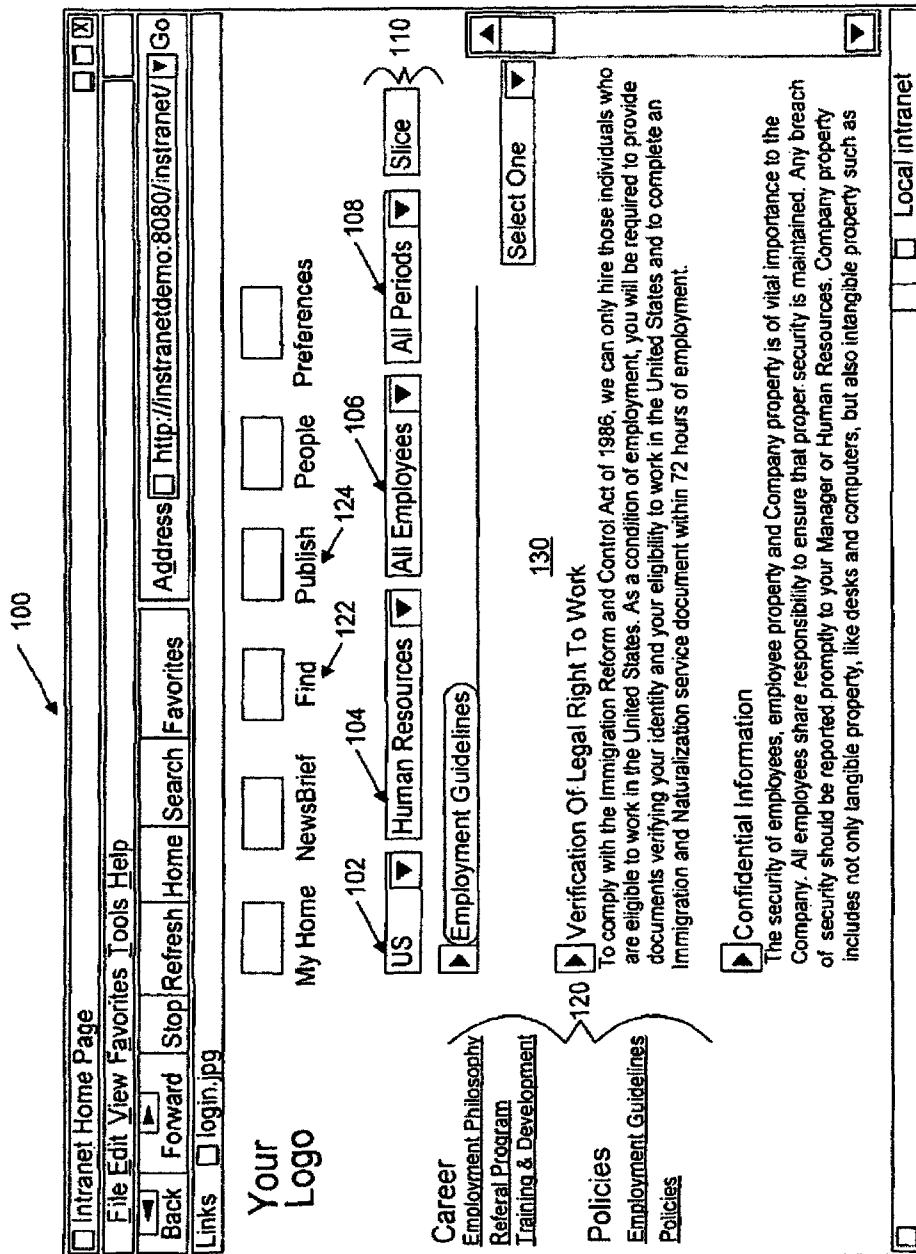 100
Intranet Home Page
File Edit View Favorites Tools Help
Back Forward Stop Refresh Home Search Favorites Address http://instranetdemo:8080/instranet/ Go
Links login.jpg
Your
Logo
My Home NewsBrief Find Publish People Preferences
122 124
102 104 106 108
US Human Resources All Employees All Periods Slice 110
Career
Employment Philosophy
Referal Program
Training & Development
Policies
Employment Guidelines
Policies
120
Employment Guidelines
Select One
130
Verification Of Legal Right To Work
To comply with the Immigration Reform and Control Act of 1986, we can only hire those individuals who
are eligible to work in the United States. As a condition of employment, you will be required to provide
documents verifying your identity and your eligibility to work in the United States and to complete an
Immigration and Naturalization service document within 72 hours of employment.
Confidential Information
The security of employees, employee property and Company property is of vital importance to the
Company. All employees share responsibility to ensure that proper security is maintained. Any breach
of security should be reported promptly to your Manager or Human Resources. Company property
includes not only tangible property, like desks and computers, but also intangible property such as
Local intranet